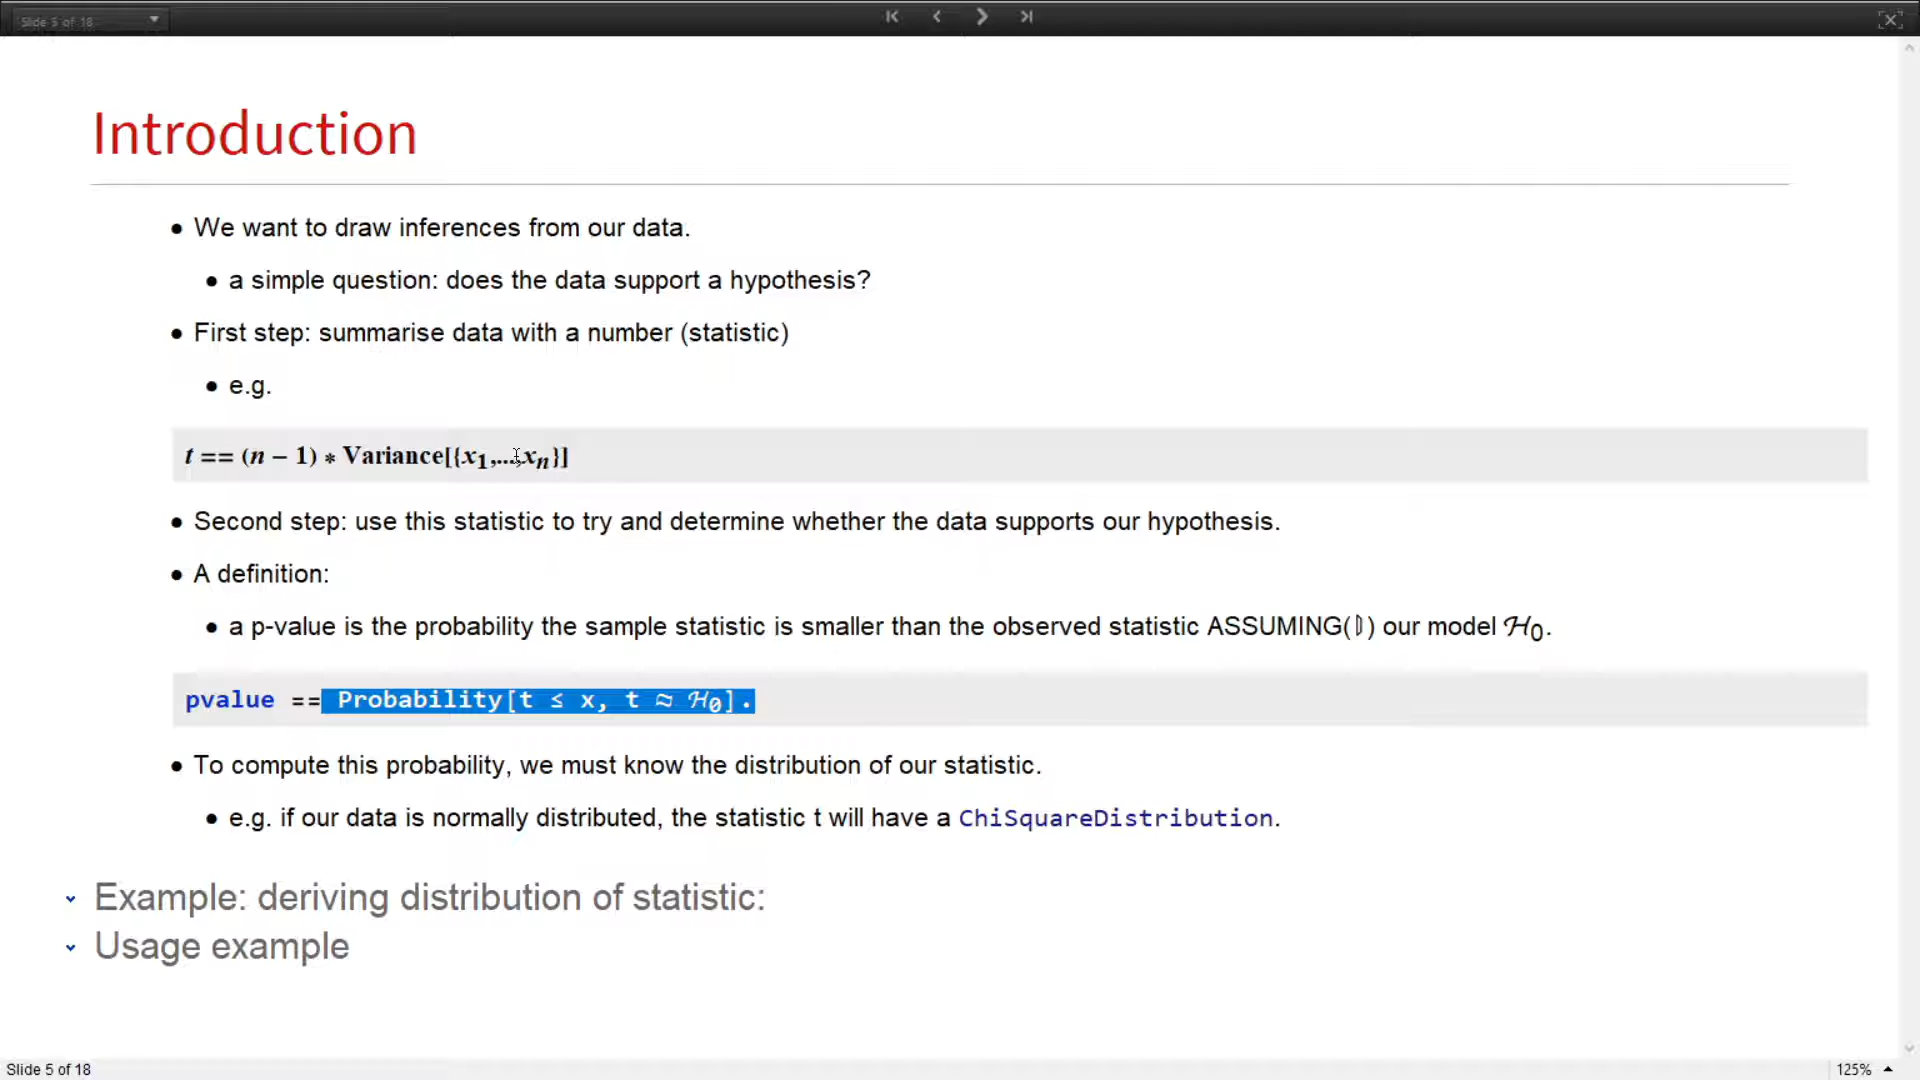 Slide 5 of 18
Introduction
• We want to draw inferences from our data.
• a simple question: does the data support a hypothesis?
• First step: summarise data with a number (statistic)
• e.g.
t == (n − 1) * Variance[{x₁,...,xₙ}]
• Second step: use this statistic to try and determine whether the data supports our hypothesis.
• A definition:
• a p-value is the probability the sample statistic is smaller than the observed statistic ASSUMING(▯) our model ℋ₀.
pvalue == Probability[t ≤ x, t ≈ ℋ₀].
• To compute this probability, we must know the distribution of our statistic.
• e.g. if our data is normally distributed, the statistic t will have a ChiSquareDistribution.
Example: deriving distribution of statistic:
Usage example
Slide 5 of 18
125%